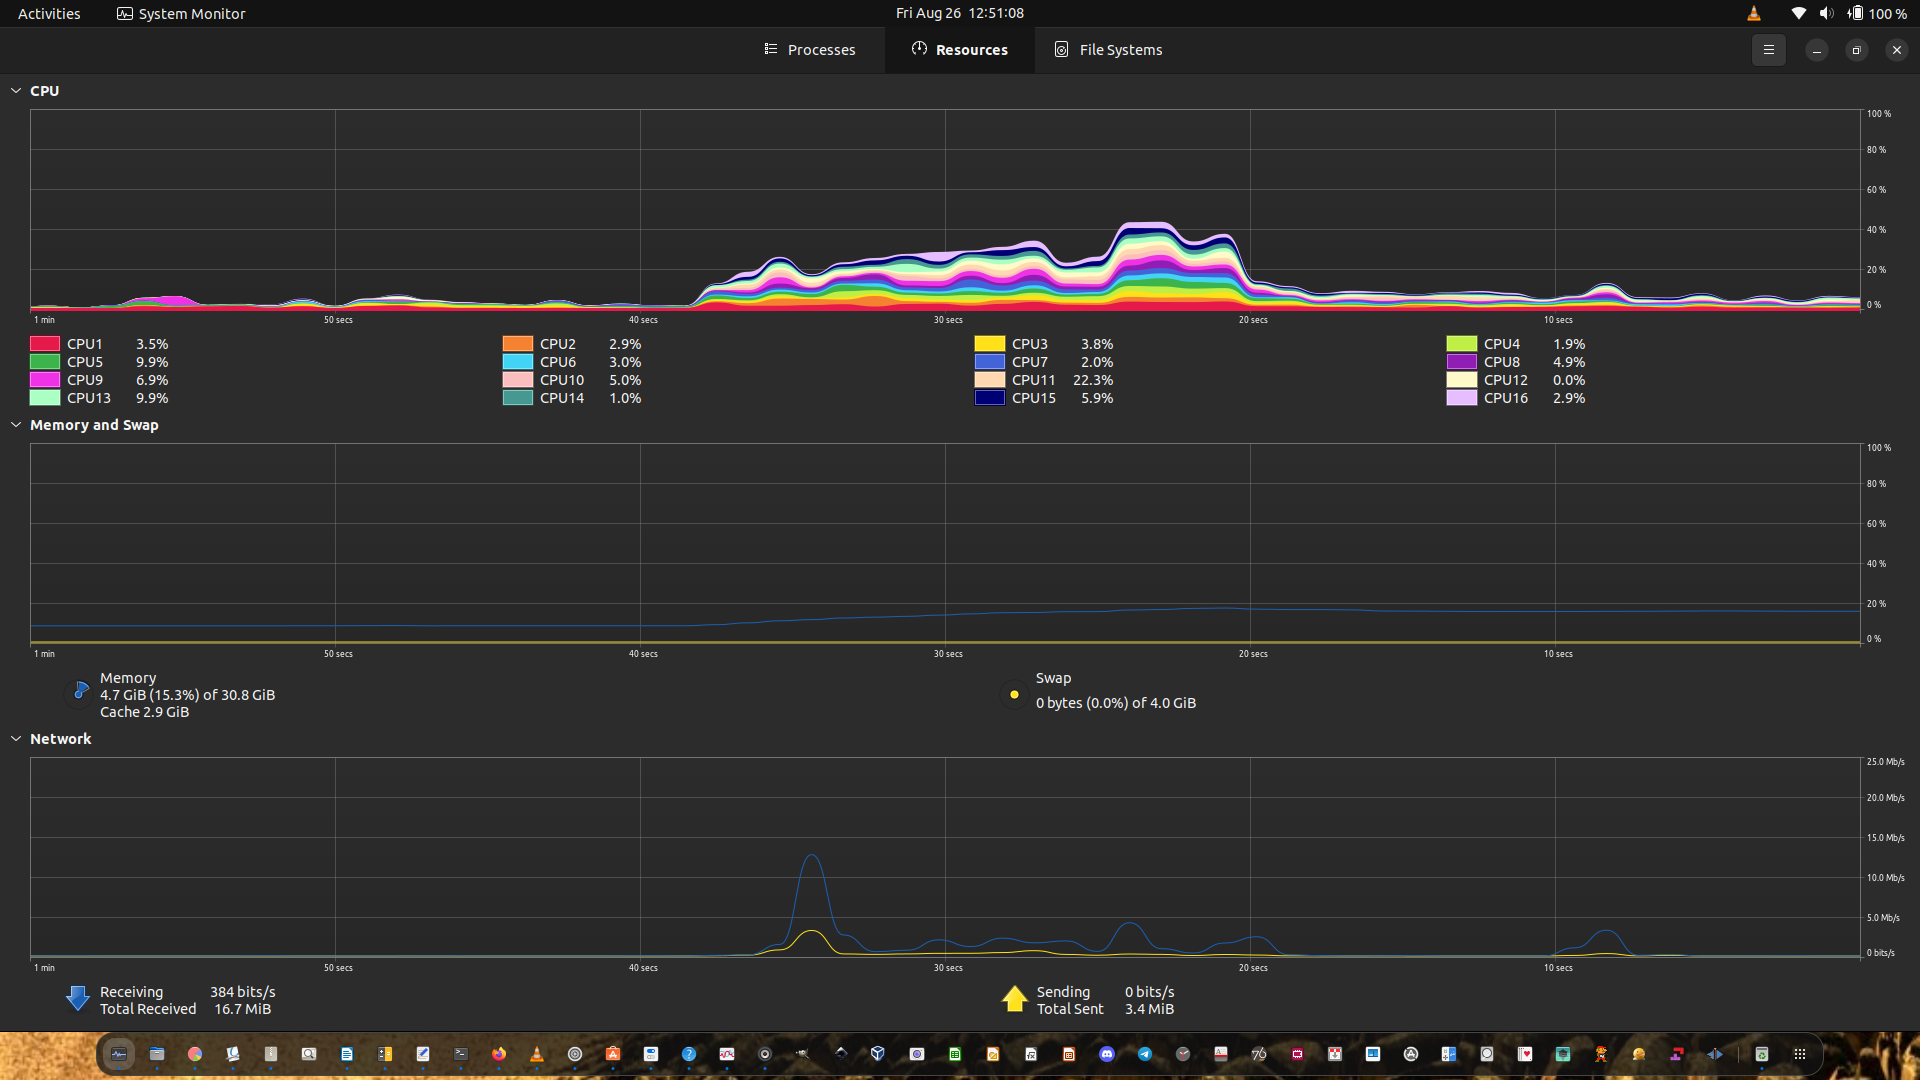 Activities System Monitor Fri Aug 26 12:51:08 100 %
Processes Resources File Systems
CPU
100 %
80 %
60 %
40 %
20 %
0 %
1 min 50 secs 40 secs 30 secs 20 secs 10 secs
CPU1 3.5% CPU2 2.9% CPU3 3.8% CPU4 1.9%
CPU5 9.9% CPU6 3.0% CPU7 2.0% CPU8 4.9%
CPU9 6.9% CPU10 5.0% CPU11 22.3% CPU12 0.0%
CPU13 9.9% CPU14 1.0% CPU15 5.9% CPU16 2.9%
Memory and Swap
100 %
80 %
60 %
40 %
20 %
0 %
1 min 50 secs 40 secs 30 secs 20 secs 10 secs
Memory
4.7 GiB (15.3%) of 30.8 GiB
Cache 2.9 GiB
Swap
0 bytes (0.0%) of 4.0 GiB
Network
25.0 Mb/s
20.0 Mb/s
15.0 Mb/s
10.0 Mb/s
5.0 Mb/s
0 bits/s
1 min 50 secs 40 secs 30 secs 20 secs 10 secs
Receiving 384 bits/s
Total Received 16.7 MiB
Sending 0 bits/s
Total Sent 3.4 MiB
76